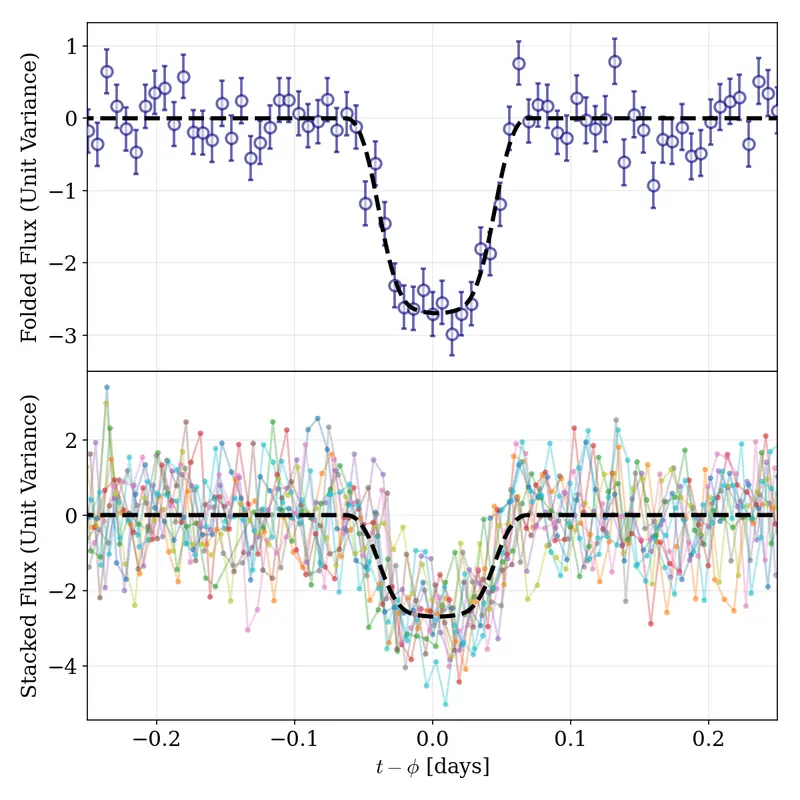 Folded Flux (Unit Variance)
1
0
−1
−2
−3
Stacked Flux (Unit Variance)
2
0
−2
−4
−0.2 −0.1 0.0 0.1 0.2
t − ϕ [days]